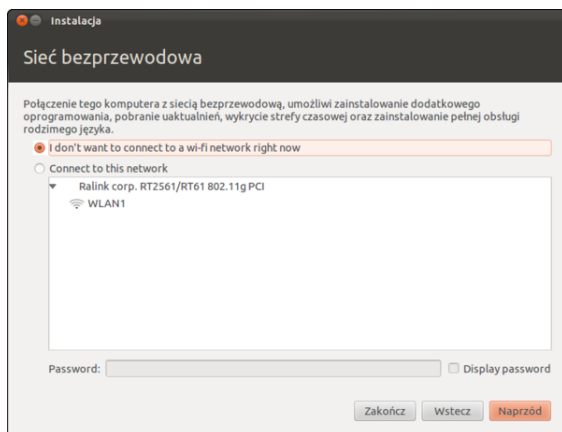 Instalacja
Sieć bezprzewodowa
Połączenie tego komputera z siecią bezprzewodową, umożliwi zainstalowanie dodatkowego
oprogramowania, pobranie uaktualnień, wykrycie strefy czasowej oraz zainstalowanie pełnej obsługi
rodzimego języka.
I don't want to connect to a wi-fi network right now
Connect to this network
Ralink corp. RT2561/RT61 802.11g PCI
WLAN1
Password:
Display password
Zakończ
Wstecz
Naprzód